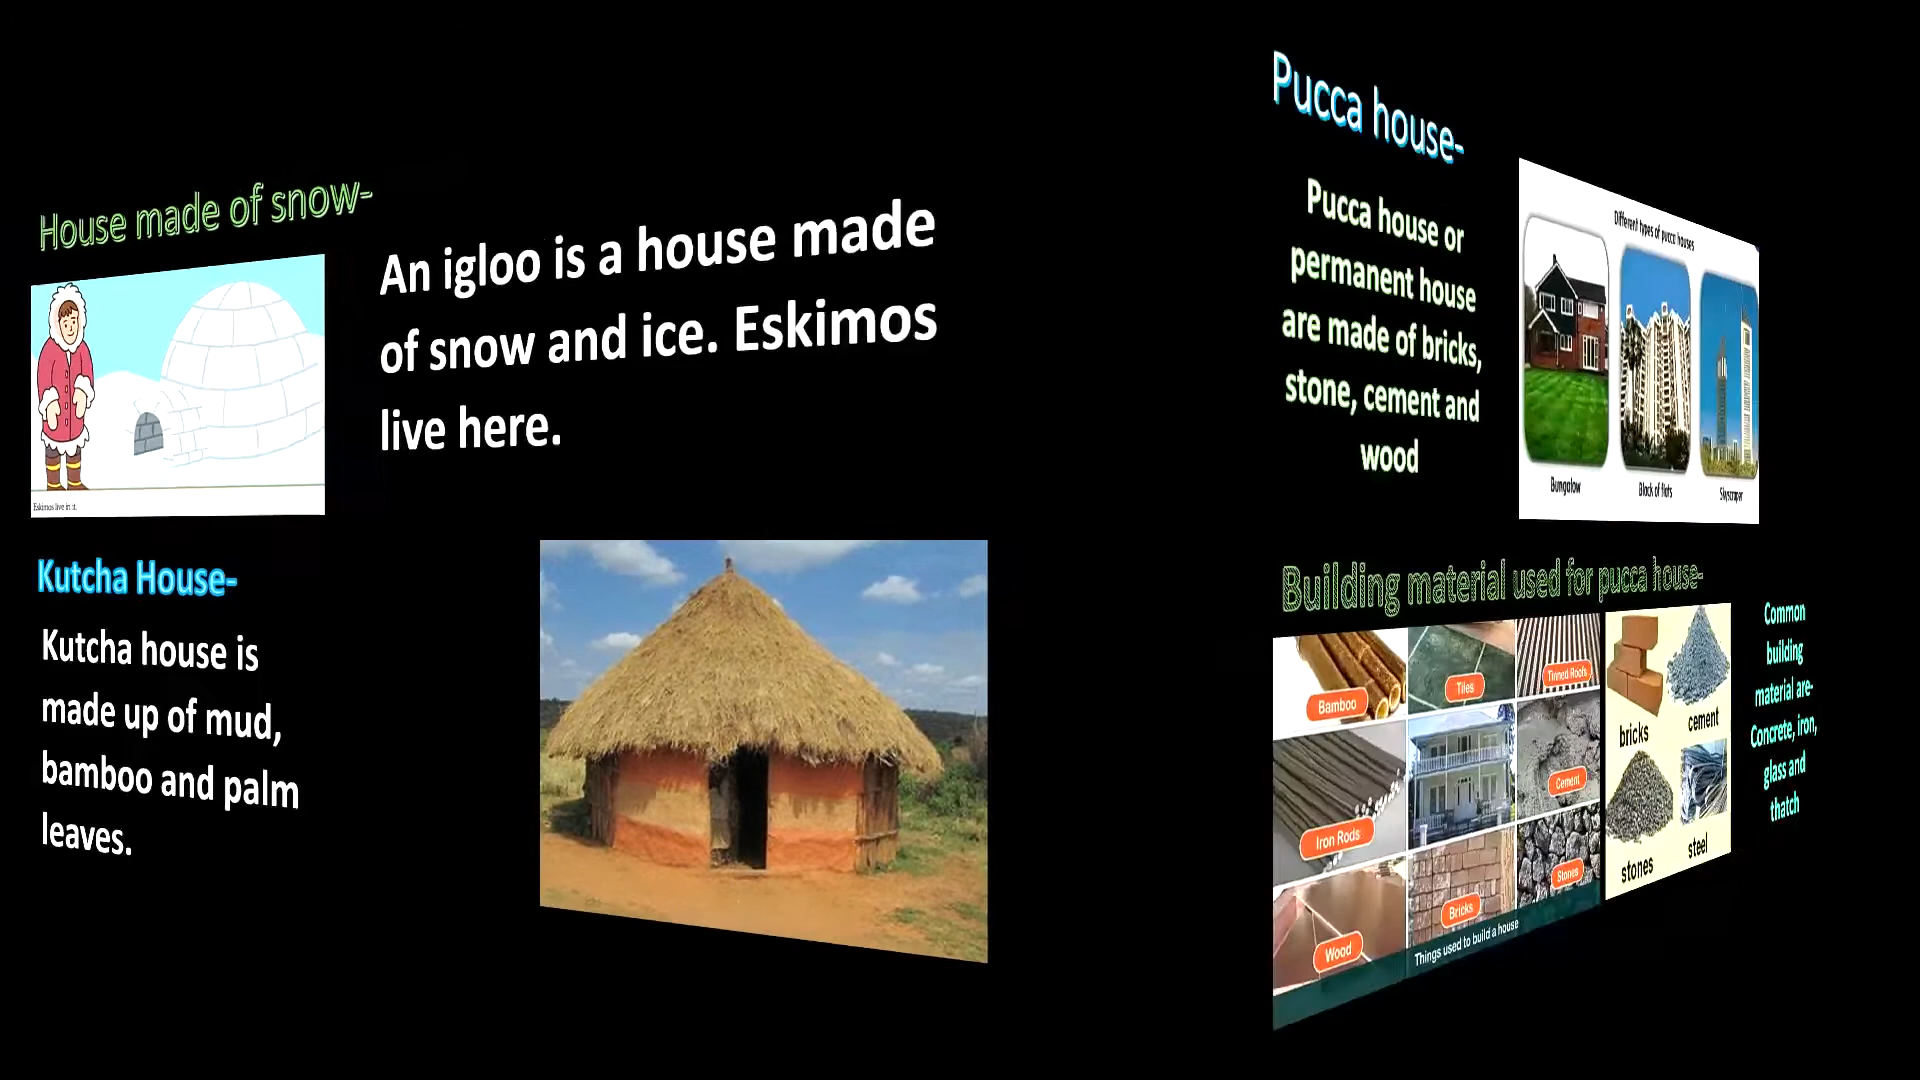 House made of snow-
An igloo is a house made
of snow and ice. Eskimos
live here.
Eskimos live in it.
Kutcha House-
Kutcha house is
made up of mud,
bamboo and palm
leaves.
Pucca house-
Pucca house or
permanent house
are made of bricks,
stone, cement and
wood
Different types of pucca houses
Bungalow
Block of flats
Skyscraper
Building material used for pucca house-
Bamboo
Tiles
Tinned Roofs
Iron Rods
Cement
Wood
Bricks
Stones
Things used to build a house
bricks
cement
stones
steel
Common
building
material are-
Concrete, iron,
glass and
thatch